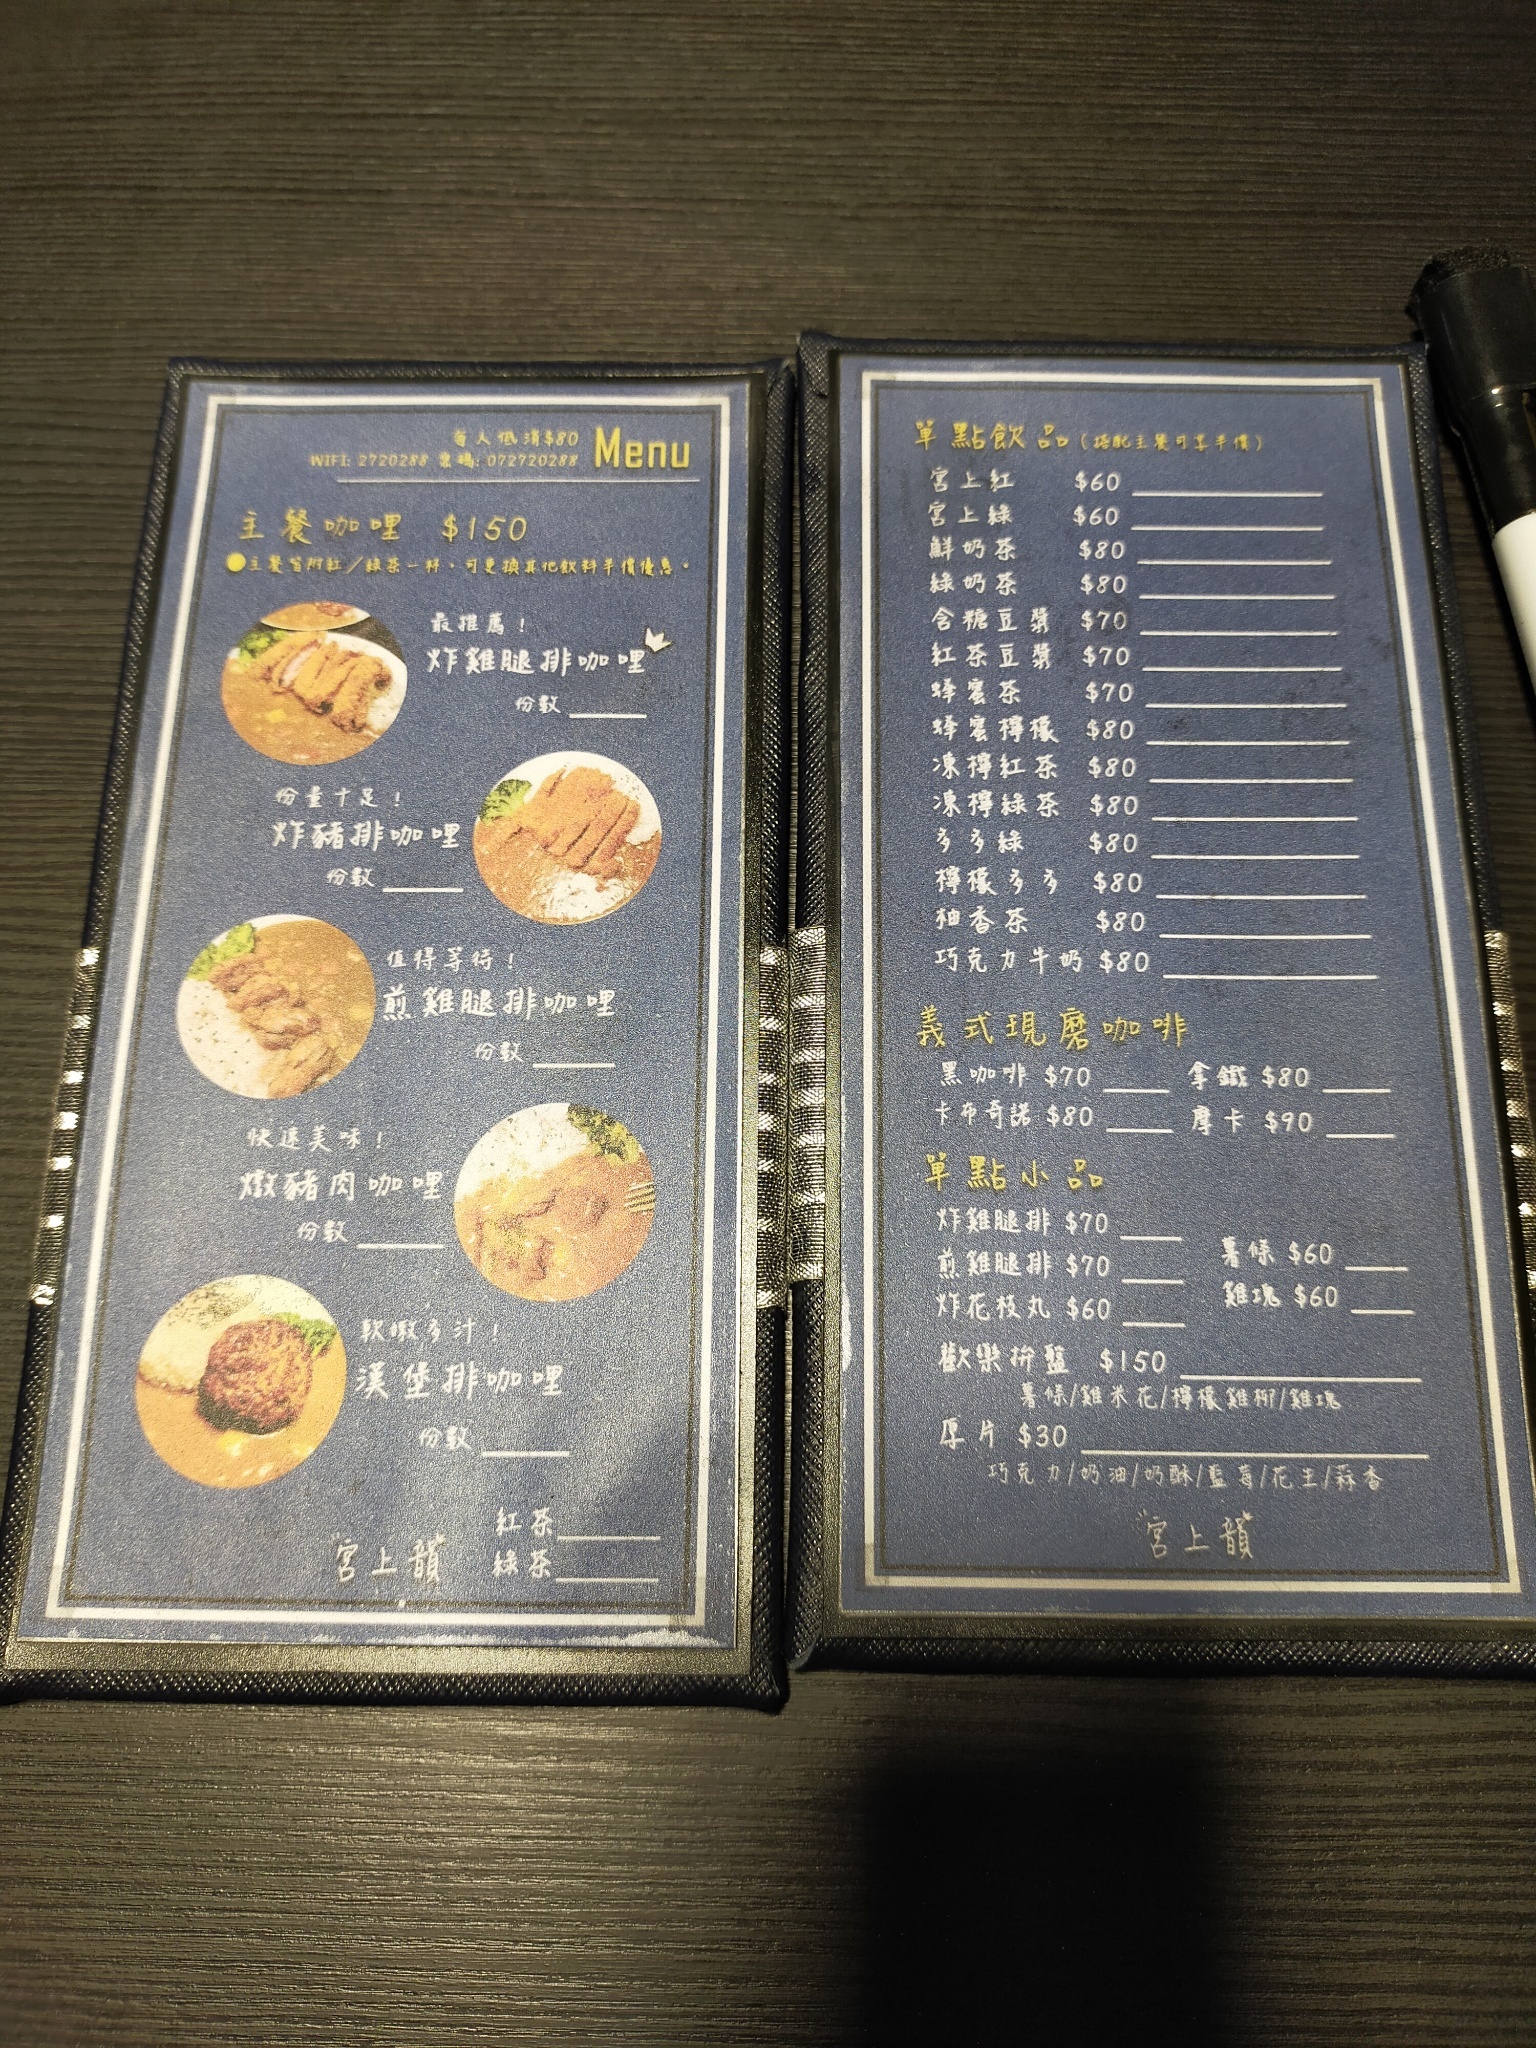 每人低消$80
Menu
WIFI: 2720288 密碼: 072720288
主餐咖哩 $150
●主餐皆附紅/綠茶一杯、可更換其他飲料半價優惠。
最推薦!
炸雞腿排咖哩
份數
份量十足!
炸豬排咖哩
份數
值得等待!
煎雞腿排咖哩
份數
快速美味!
燉豬肉咖哩
份數
軟嫩多汁!
漢堡排咖哩
份數
紅茶
綠茶
宮上韻
單點飲品(搭配主餐可享半價)
宮上紅 $60
宮上綠 $60
鮮奶茶 $80
綠奶茶 $80
含糖豆漿 $70
紅茶豆漿 $70
蜂蜜茶 $70
蜂蜜檸檬 $80
凍檸紅茶 $80
凍檸綠茶 $80
多多綠 $80
檸檬多多 $80
柚香茶 $80
巧克力牛奶 $80
義式現磨咖啡
黑咖啡 $70 拿鐵 $80
卡布奇諾 $80 摩卡 $90
單點小品
炸雞腿排 $70
煎雞腿排 $70
炸花枝丸 $60
薯條 $60
雞塊 $60
歡樂拚盤 $150
薯條/雞米花/檸檬雞柳/雞塊
厚片 $30
巧克力/奶油/奶酥/藍莓/花生/蒜香
宮上韻